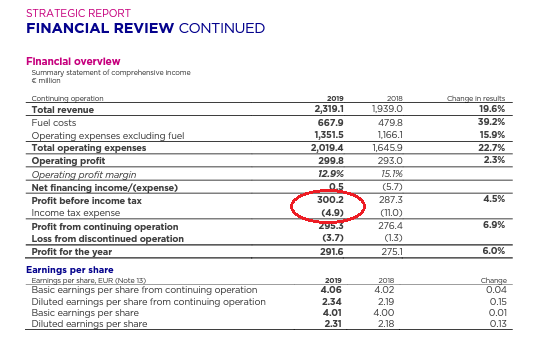 STRATEGIC REPORT
FINANCIAL REVIEW CONTINUED
Financial overview
Summary statement of comprehensive income
€ million
Continuing operation 2019 2018 Change in results
Total revenue 2,319.1 1,939.0 19.6%
Fuel costs 667.9 479.8 39.2%
Operating expenses excluding fuel 1,351.5 1,166.1 15.9%
Total operating expenses 2,019.4 1,645.9 22.7%
Operating profit 299.8 293.0 2.3%
Operating profit margin 12.9% 15.1%
Net financing income/(expense) 0.5 (5.7)
Profit before income tax 300.2 287.3 4.5%
Income tax expense (4.9) (11.0)
Profit from continuing operation 295.3 276.4 6.9%
Loss from discontinued operation (3.7) (1.3)
Profit for the year 291.6 275.1 6.0%
Earnings per share
Earnings per share, EUR (Note 13) 2019 2018 Change
Basic earnings per share from continuing operation 4.06 4.02 0.04
Diluted earnings per share from continuing operation 2.34 2.19 0.15
Basic earnings per share 4.01 4.00 0.01
Diluted earnings per share 2.31 2.18 0.13